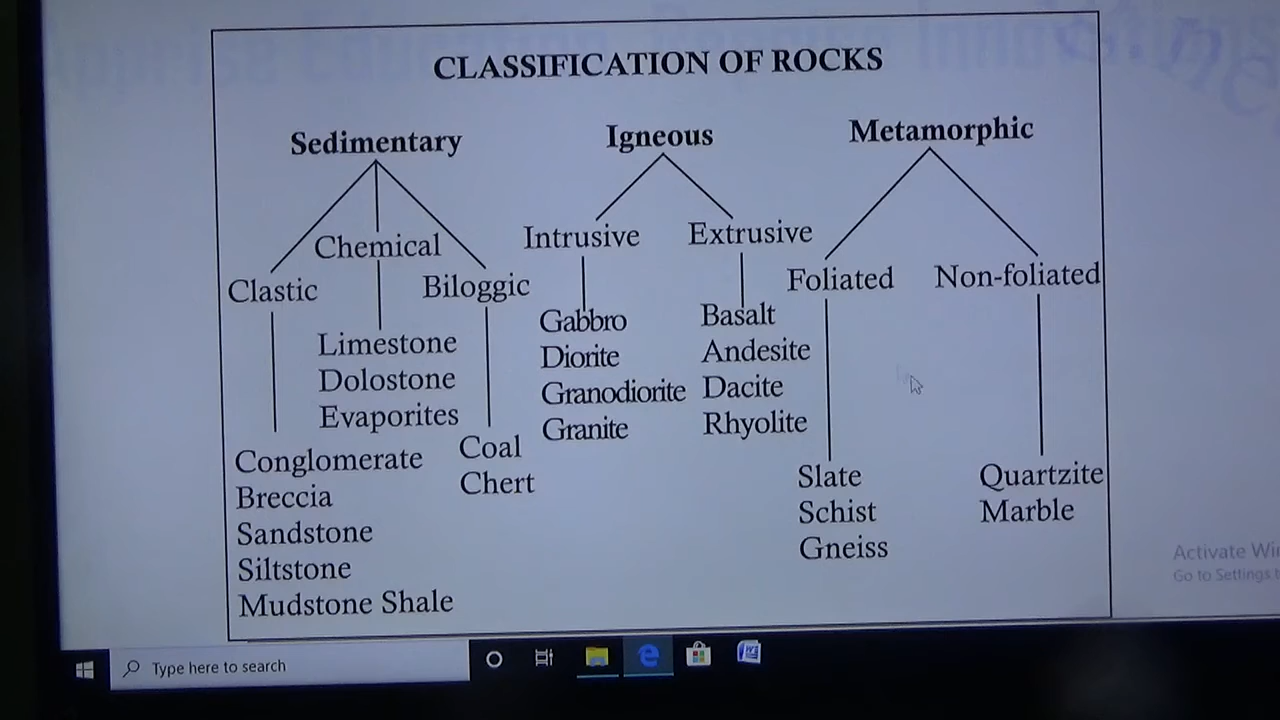 CLASSIFICATION OF ROCKS
Sedimentary
Igneous
Metamorphic
Clastic
Chemical
Biloggic
Intrusive
Extrusive
Foliated
Non-foliated
Conglomerate
Breccia
Sandstone
Siltstone
Mudstone Shale
Limestone
Dolostone
Evaporites
Coal
Chert
Gabbro
Diorite
Granodiorite
Granite
Basalt
Andesite
Dacite
Rhyolite
Slate
Schist
Gneiss
Quartzite
Marble
Activate
Go to Settings
Type here to search